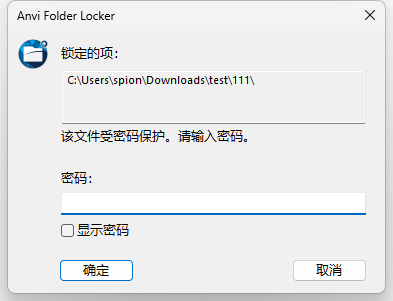 Anvi Folder Locker
锁定的项：
C:\Users\spion\Downloads\test\111\
该文件受密码保护。请输入密码。
密码：
显示密码
确定
取消